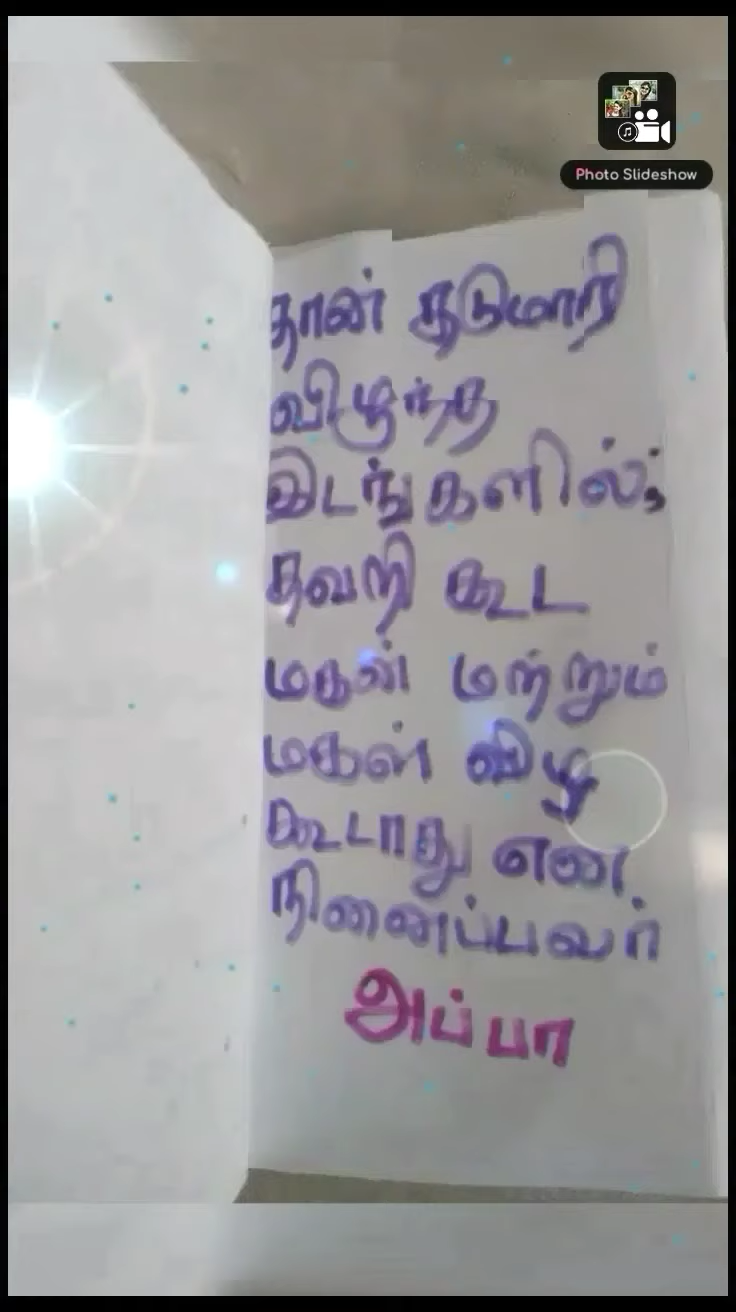 Photo Slideshow
தான் தடுமாறி
விழுந்த
இடங்களில்,
தவறி கூட
மகன் மற்றும்
மகள் விழ
கூடாது என
நினைப்பவர்
அப்பா